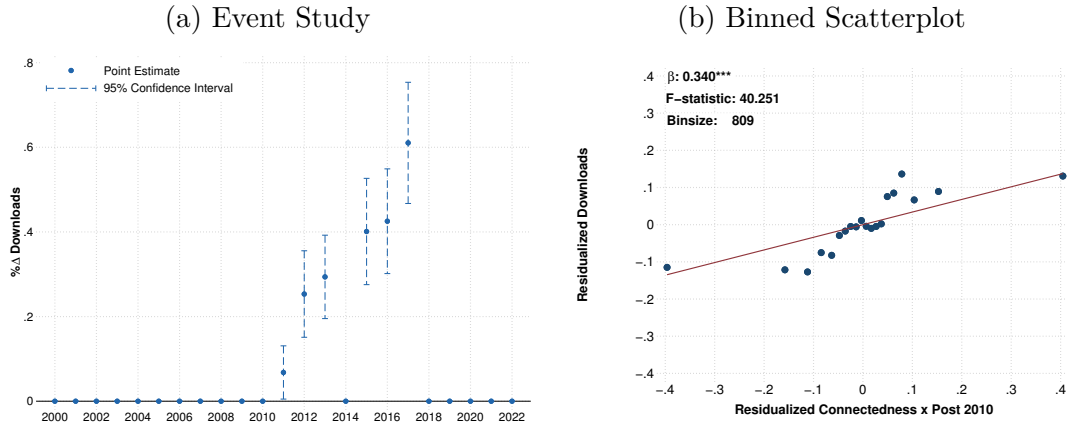 (a) Event Study
Point Estimate
95% Confidence Interval
%Δ Downloads
.8
.6
.4
.2
0
2000 2002 2004 2006 2008 2010 2012 2014 2016 2018 2020 2022
(b) Binned Scatterplot
β: 0.340***
F-statistic: 40.251
Binsize: 809
Residualized Downloads
.4
.3
.2
.1
0
-.1
-.2
-.3
-.4
-.4 -.3 -.2 -.1 0 .1 .2 .3 .4
Residualized Connectedness x Post 2010